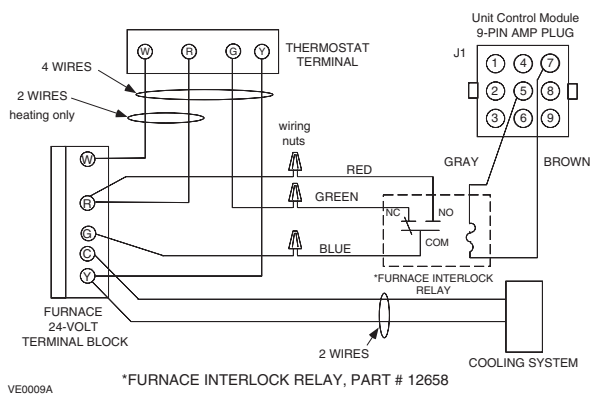 Unit Control Module
9-PIN AMP PLUG
J1
1 4 7
2 5 8
3 6 9
W R G Y
THERMOSTAT
TERMINAL
4 WIRES
2 WIRES
heating only
wiring
nuts
W
R
G
C
Y
RED
GREEN
BLUE
GRAY
BROWN
NC
NO
COM
*FURNACE INTERLOCK
RELAY
FURNACE
24-VOLT
TERMINAL BLOCK
2 WIRES
COOLING SYSTEM
*FURNACE INTERLOCK RELAY, PART # 12658
VE0009A